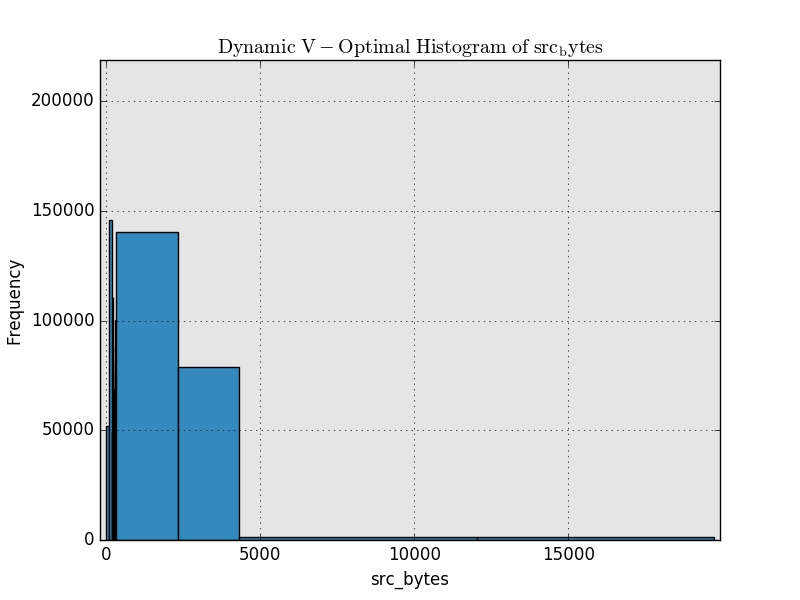 Dynamic V − Optimal Histogram of src_bytes
200000
150000
100000
50000
0
Frequency
0 5000 10000 15000
src_bytes